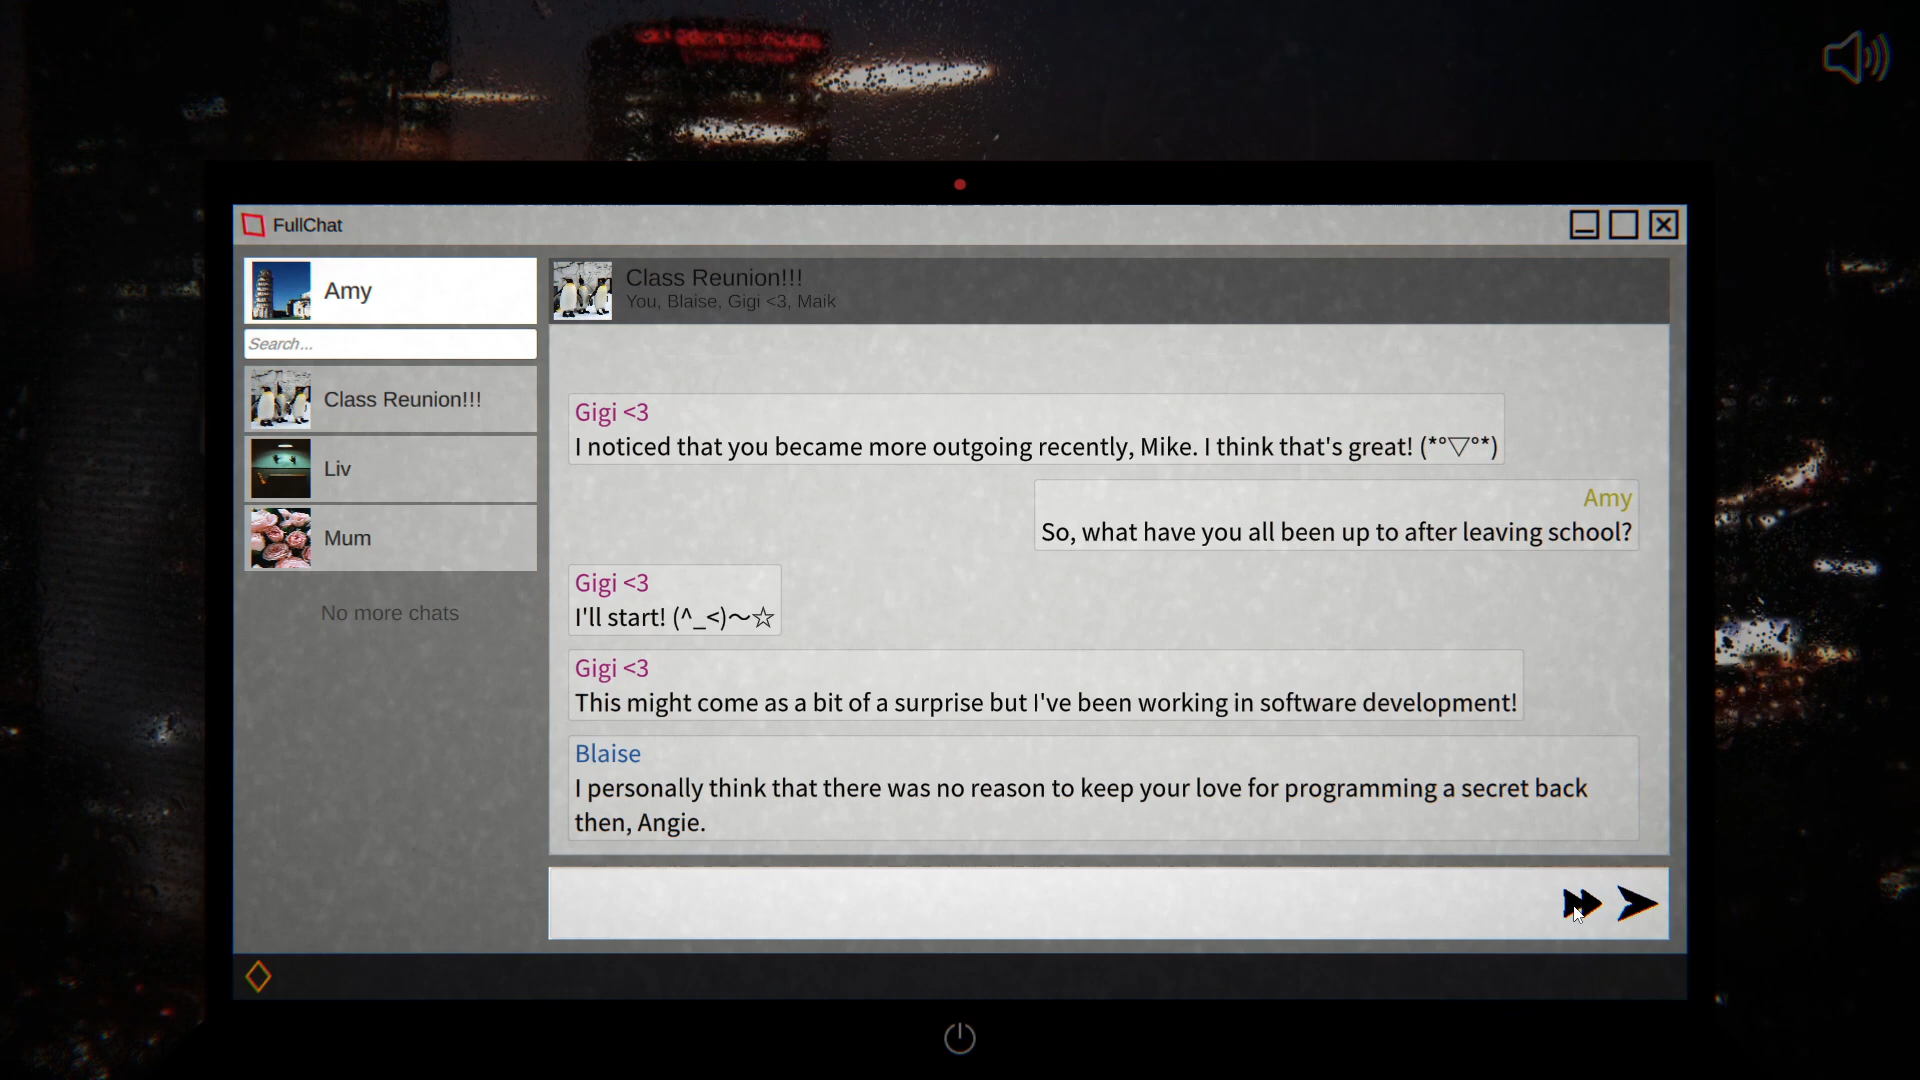 FullChat
Amy
Search...
Class Reunion!!!
Liv
Mum
No more chats
Class Reunion!!!
You, Blaise, Gigi <3, Maik
Gigi <3
I noticed that you became more outgoing recently, Mike. I think that's great! (*°▽°*)
Amy
So, what have you all been up to after leaving school?
Gigi <3
I'll start! (^_<)～☆
Gigi <3
This might come as a bit of a surprise but I've been working in software development!
Blaise
I personally think that there was no reason to keep your love for programming a secret back
then, Angie.